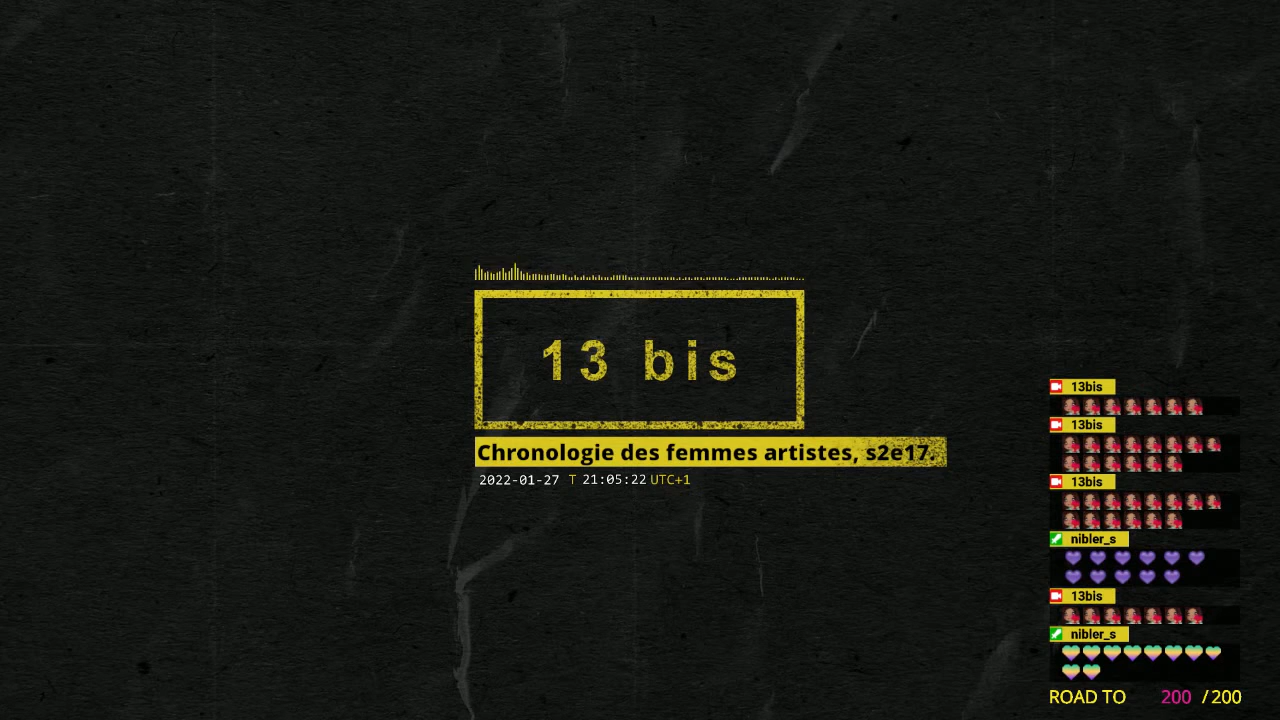 13 bis
Chronologie des femmes artistes, s2e17.
2022-01-27 T 21:05:22 UTC+1
13bis
13bis
13bis
nibler_s
13bis
nibler_s
ROAD TO 200 / 200